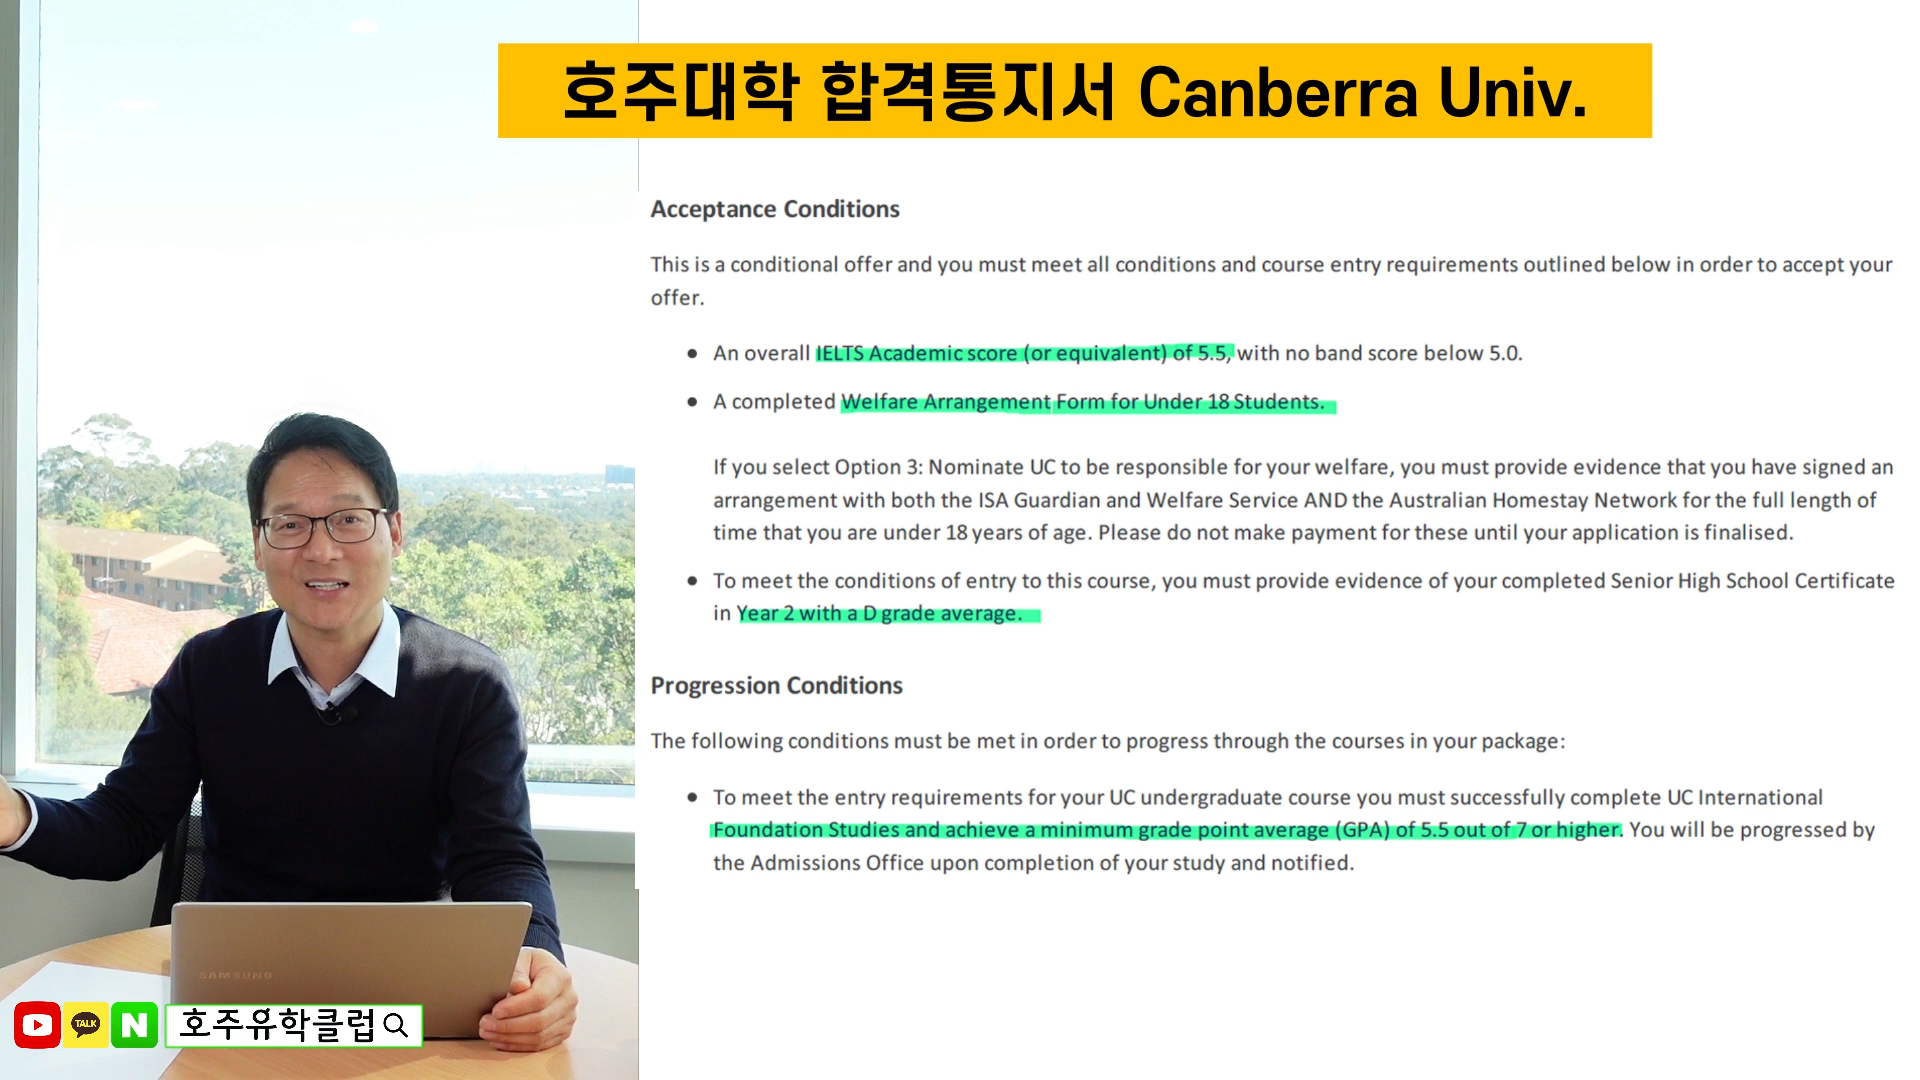 호주대학 합격통지서 Canberra Univ.
Acceptance Conditions
This is a conditional offer and you must meet all conditions and course entry requirements outlined below in order to accept your
offer.
● An overall IELTS Academic score (or equivalent) of 5.5, with no band score below 5.0.
● A completed Welfare Arrangement Form for Under 18 Students.
If you select Option 3: Nominate UC to be responsible for your welfare, you must provide evidence that you have signed an
arrangement with both the ISA Guardian and Welfare Service AND the Australian Homestay Network for the full length of
time that you are under 18 years of age. Please do not make payment for these until your application is finalised.
● To meet the conditions of entry to this course, you must provide evidence of your completed Senior High School Certificate
in Year 2 with a D grade average.
Progression Conditions
The following conditions must be met in order to progress through the courses in your package:
● To meet the entry requirements for your UC undergraduate course you must successfully complete UC International
Foundation Studies and achieve a minimum grade point average (GPA) of 5.5 out of 7 or higher. You will be progressed by
the Admissions Office upon completion of your study and notified.
SAMSUNG
TALK
N
호주유학클럽